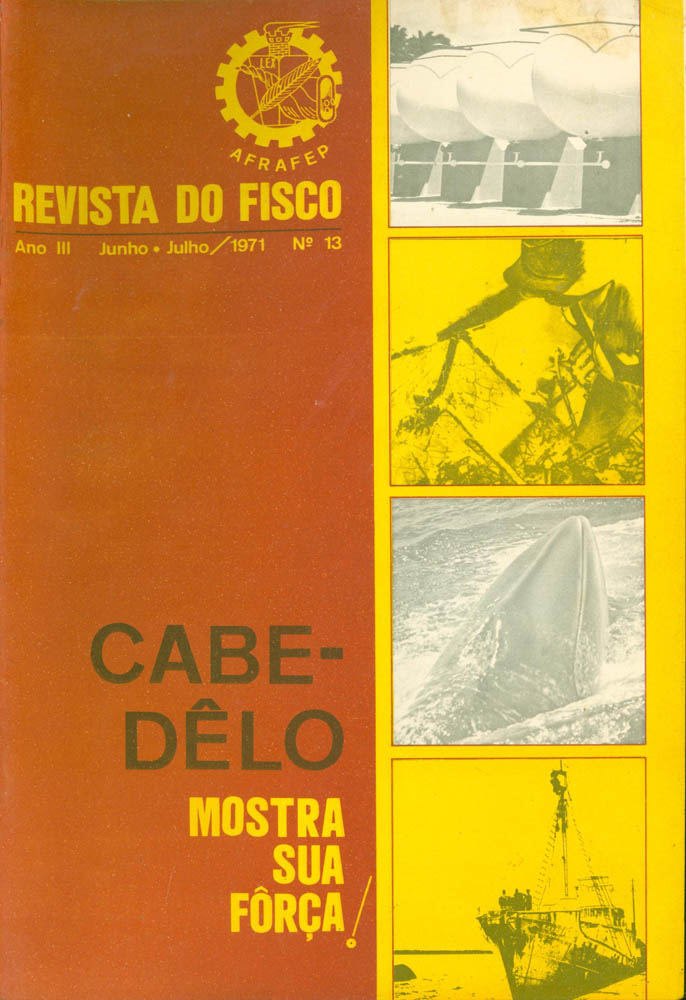 LEX
AFRAFEP
REVISTA DO FISCO
Ano III Junho • Julho/1971 Nº 13
CABE-
DÊLO
MOSTRA
SUA
FÔRÇA!